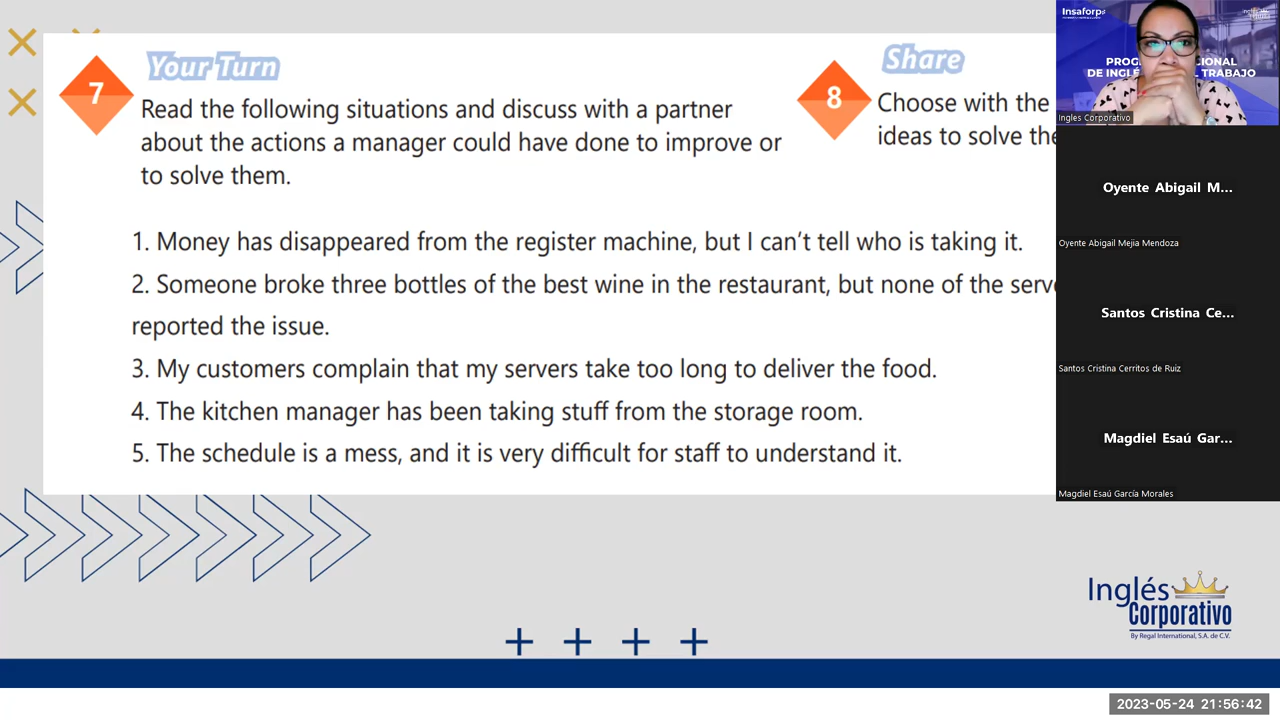 Your Turn
7
Read the following situations and discuss with a partner
about the actions a manager could have done to improve or
to solve them.
Share
8
Choose with the
ideas to solve the
1. Money has disappeared from the register machine, but I can't tell who is taking it.
2. Someone broke three bottles of the best wine in the restaurant, but none of the serve
reported the issue.
3. My customers complain that my servers take too long to deliver the food.
4. The kitchen manager has been taking stuff from the storage room.
5. The schedule is a mess, and it is very difficult for staff to understand it.
Insaforp
Ingles Corporativo
Oyente Abigail M...
Oyente Abigail Mejia Mendoza
Santos Cristina Ce...
Santos Cristina Cerritos de Ruiz
Magdiel Esaú Gar...
Magdiel Esaú García Morales
Inglés
Corporativo
By Regal International, S.A. de C.V.
2023-05-24 21:56:42